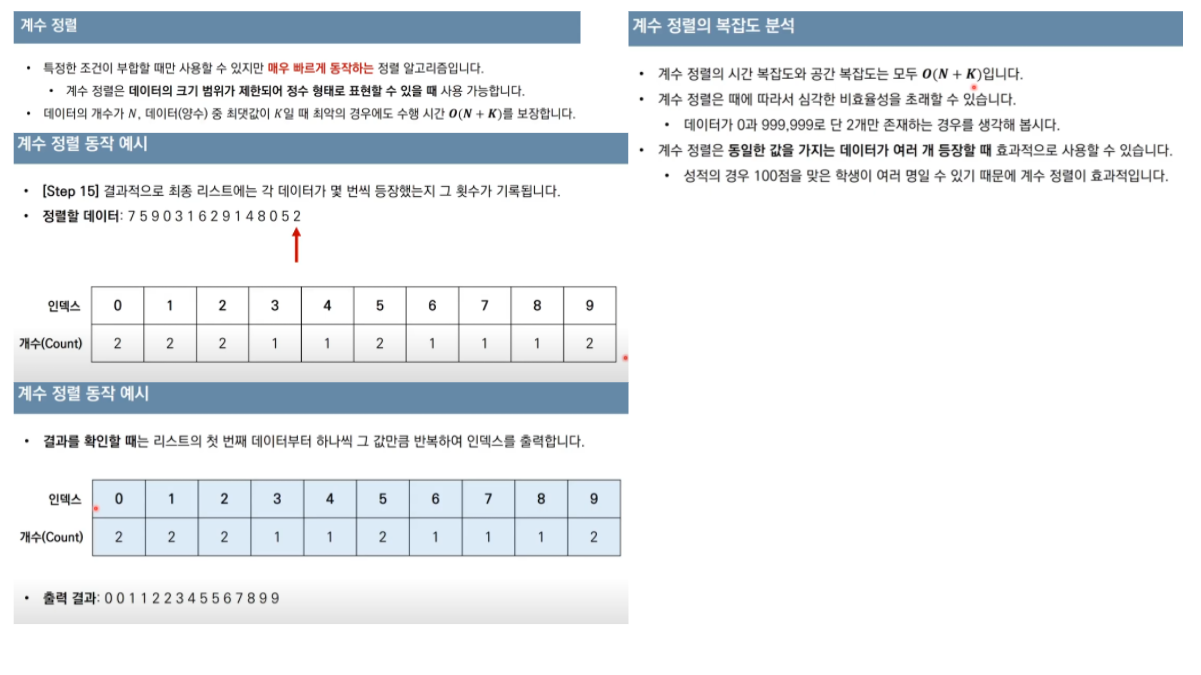 계수 정렬
• 특정한 조건이 부합할 때만 사용할 수 있지만 매우 빠르게 동작하는 정렬 알고리즘입니다.
• 계수 정렬은 데이터의 크기 범위가 제한되어 정수 형태로 표현할 수 있을 때 사용 가능합니다.
• 데이터의 개수가 N, 데이터(양수) 중 최댓값이 K일 때 최악의 경우에도 수행 시간 O(N + K)를 보장합니다.
계수 정렬 동작 예시
• [Step 15] 결과적으로 최종 리스트에는 각 데이터가 몇 번씩 등장했는지 그 횟수가 기록됩니다.
• 정렬할 데이터: 7 5 9 0 3 1 6 2 9 1 4 8 0 5 2
인덱스 0 1 2 3 4 5 6 7 8 9
개수(Count) 2 2 2 1 1 2 1 1 1 2
계수 정렬 동작 예시
• 결과를 확인할 때는 리스트의 첫 번째 데이터부터 하나씩 그 값만큼 반복하여 인덱스를 출력합니다.
인덱스 0 1 2 3 4 5 6 7 8 9
개수(Count) 2 2 2 1 1 2 1 1 1 2
• 출력 결과: 0 0 1 1 2 2 3 4 5 5 6 7 8 9 9
계수 정렬의 복잡도 분석
• 계수 정렬의 시간 복잡도와 공간 복잡도는 모두 O(N + K)입니다.
• 계수 정렬은 때에 따라서 심각한 비효율성을 초래할 수 있습니다.
• 데이터가 0과 999,999로 단 2개만 존재하는 경우를 생각해 봅시다.
• 계수 정렬은 동일한 값을 가지는 데이터가 여러 개 등장할 때 효과적으로 사용할 수 있습니다.
• 성적의 경우 100점을 맞은 학생이 여러 명일 수 있기 때문에 계수 정렬이 효과적입니다.